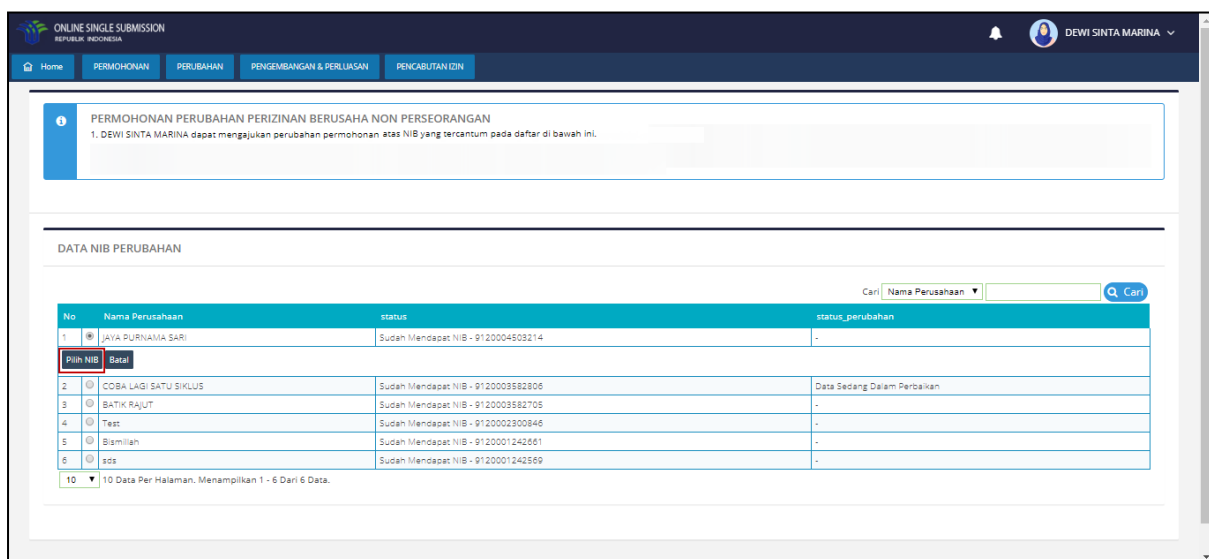 ONLINE SINGLE SUBMISSION
REPUBLIK INDONESIA
DEWI SINTA MARINA
Home PERMOHONAN PERUBAHAN PENGEMBANGAN & PERLUASAN PENCABUTAN IZIN
PERMOHONAN PERUBAHAN PERIZINAN BERUSAHA NON PERSEORANGAN
1. DEWI SINTA MARINA dapat mengajukan perubahan permohonan atas NIB yang tercantum pada daftar di bawah ini.
DATA NIB PERUBAHAN
Cari Nama Perusahaan Cari
No Nama Perusahaan status status_perubahan
1 JAYA PURNAMA SARI Sudah Mendapat NIB - 9120004503214 -
Pilih NIB Batal
2 COBA LAGI SATU SIKLUS Sudah Mendapat NIB - 9120003582806 Data Sedang Dalam Perbaikan
3 BATIK RAJUT Sudah Mendapat NIB - 9120003582705 -
4 Test Sudah Mendapat NIB - 9120002300846 -
5 Bismillah Sudah Mendapat NIB - 9120001242661 -
6 sds Sudah Mendapat NIB - 9120001242569 -
10 10 Data Per Halaman. Menampilkan 1 - 6 Dari 6 Data.